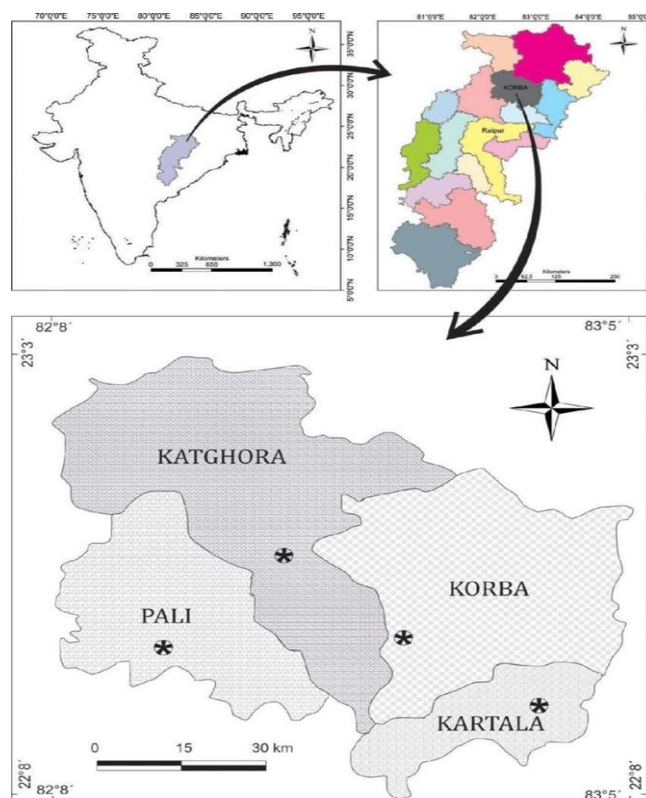 70°0'0"E 75°0'0"E 80°0'0"E 85°0'0"E 90°0'0"E 95°0'0"E
N
35°0'0"N
30°0'0"N
25°0'0"N
20°0'0"N
15°0'0"N
10°0'0"N
5°0'0"N
Kilometers
0 325 650 1,300
81°0'0"E 82°0'0"E 83°0'0"E 84°0'0"E
N
KORBA
Raipur
Kilometers
0 62.5 125 250
82°8' 83°5'
23°3' 23°3'
N
KATGHORA
KORBA
PALI
KARTALA
0 15 30 km
22°8' 22°8'
82°8' 83°5'